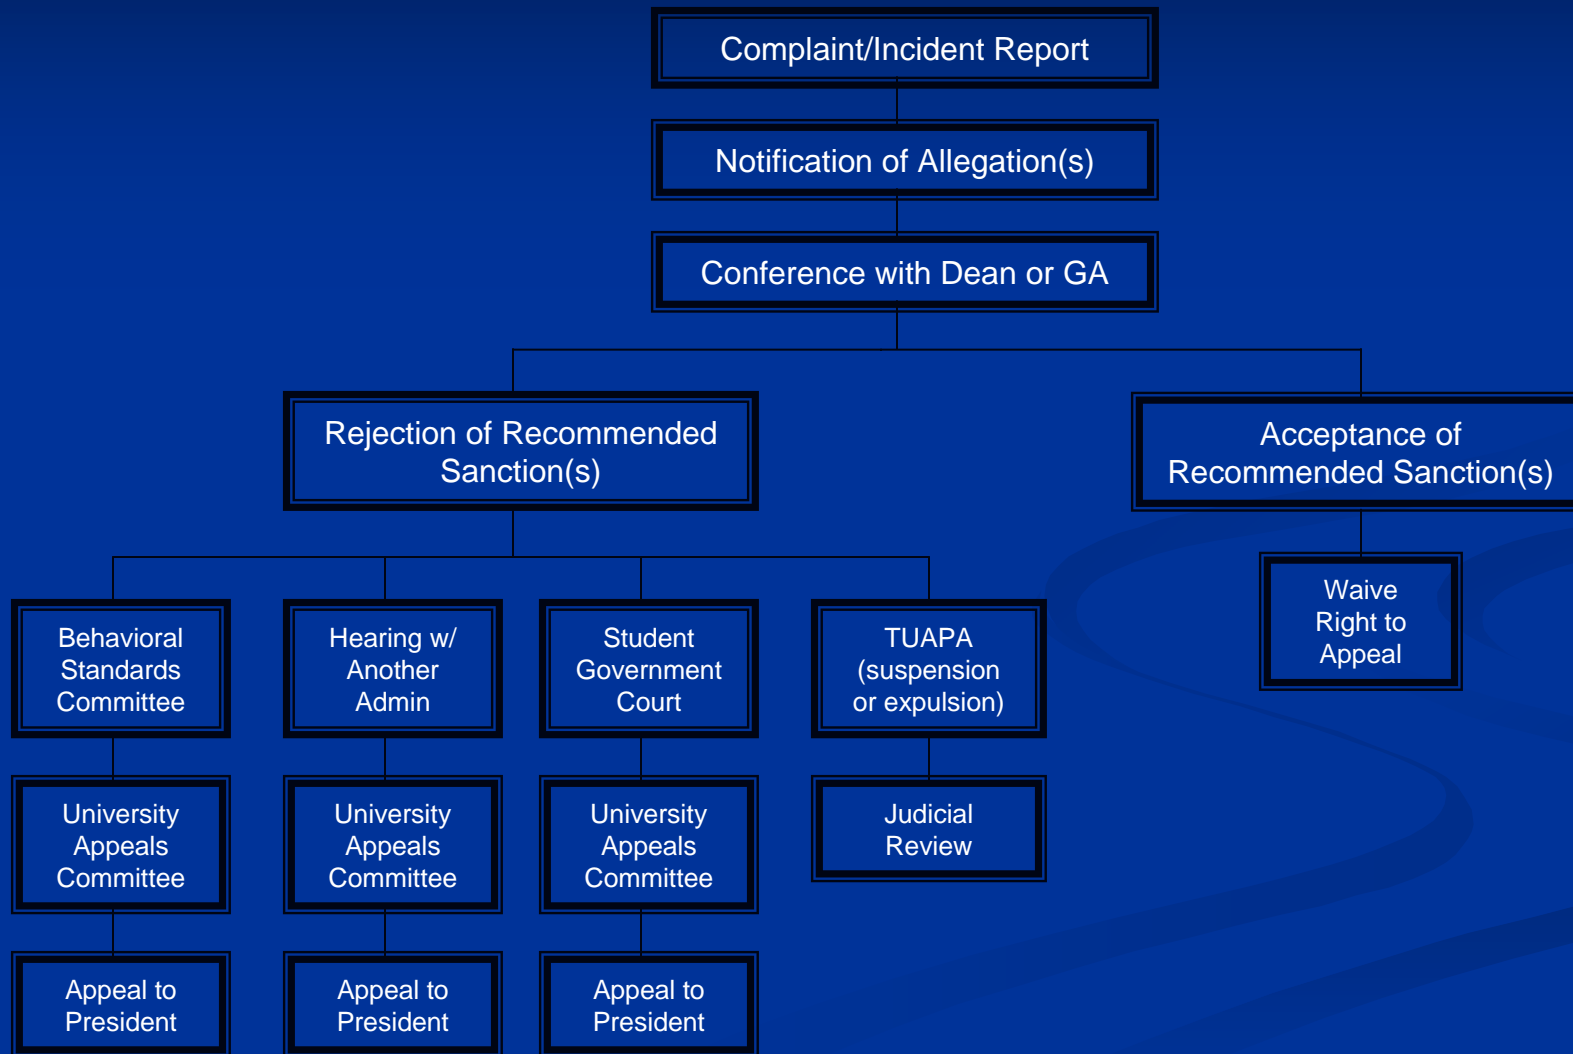 Complaint/Incident Report
Notification of Allegation(s)
Conference with Dean or GA
Rejection of Recommended
Sanction(s)
Acceptance of
Recommended Sanction(s)
Behavioral
Standards
Committee
Hearing w/
Another
Admin
Student
Government
Court
TUAPA
(suspension
or expulsion)
Waive
Right to
Appeal
University
Appeals
Committee
University
Appeals
Committee
University
Appeals
Committee
Judicial
Review
Appeal to
President
Appeal to
President
Appeal to
President